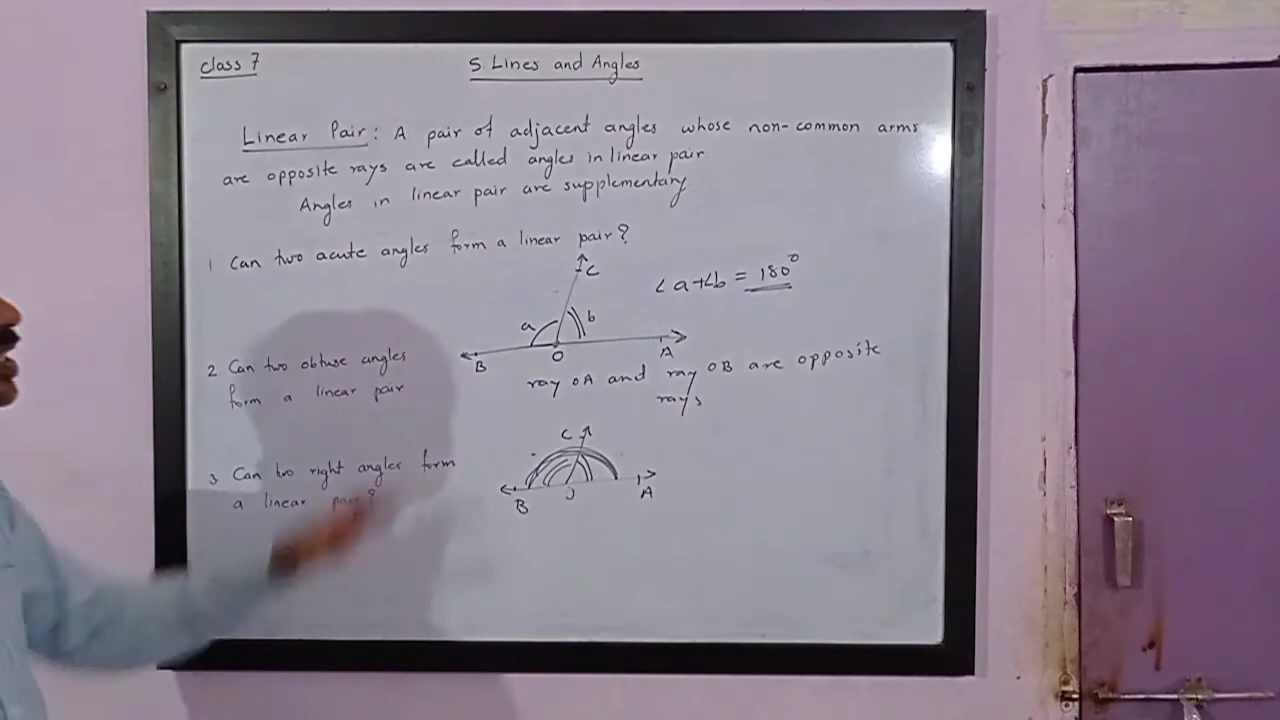 class 7
5. Lines and Angles
Linear Pair: A pair of adjacent angles whose non-common arms
are opposite rays are called angles in linear pair
Angles in linear pair are supplementary
1 Can two acute angles form a linear pair?
C
∠a+∠b = 180°
a
b
B
O
A
ray OA and ray OB are opposite
rays
2 Can two obtuse angles
form a linear pair
3 Can two right angles form
a linear pair?
C
B
A